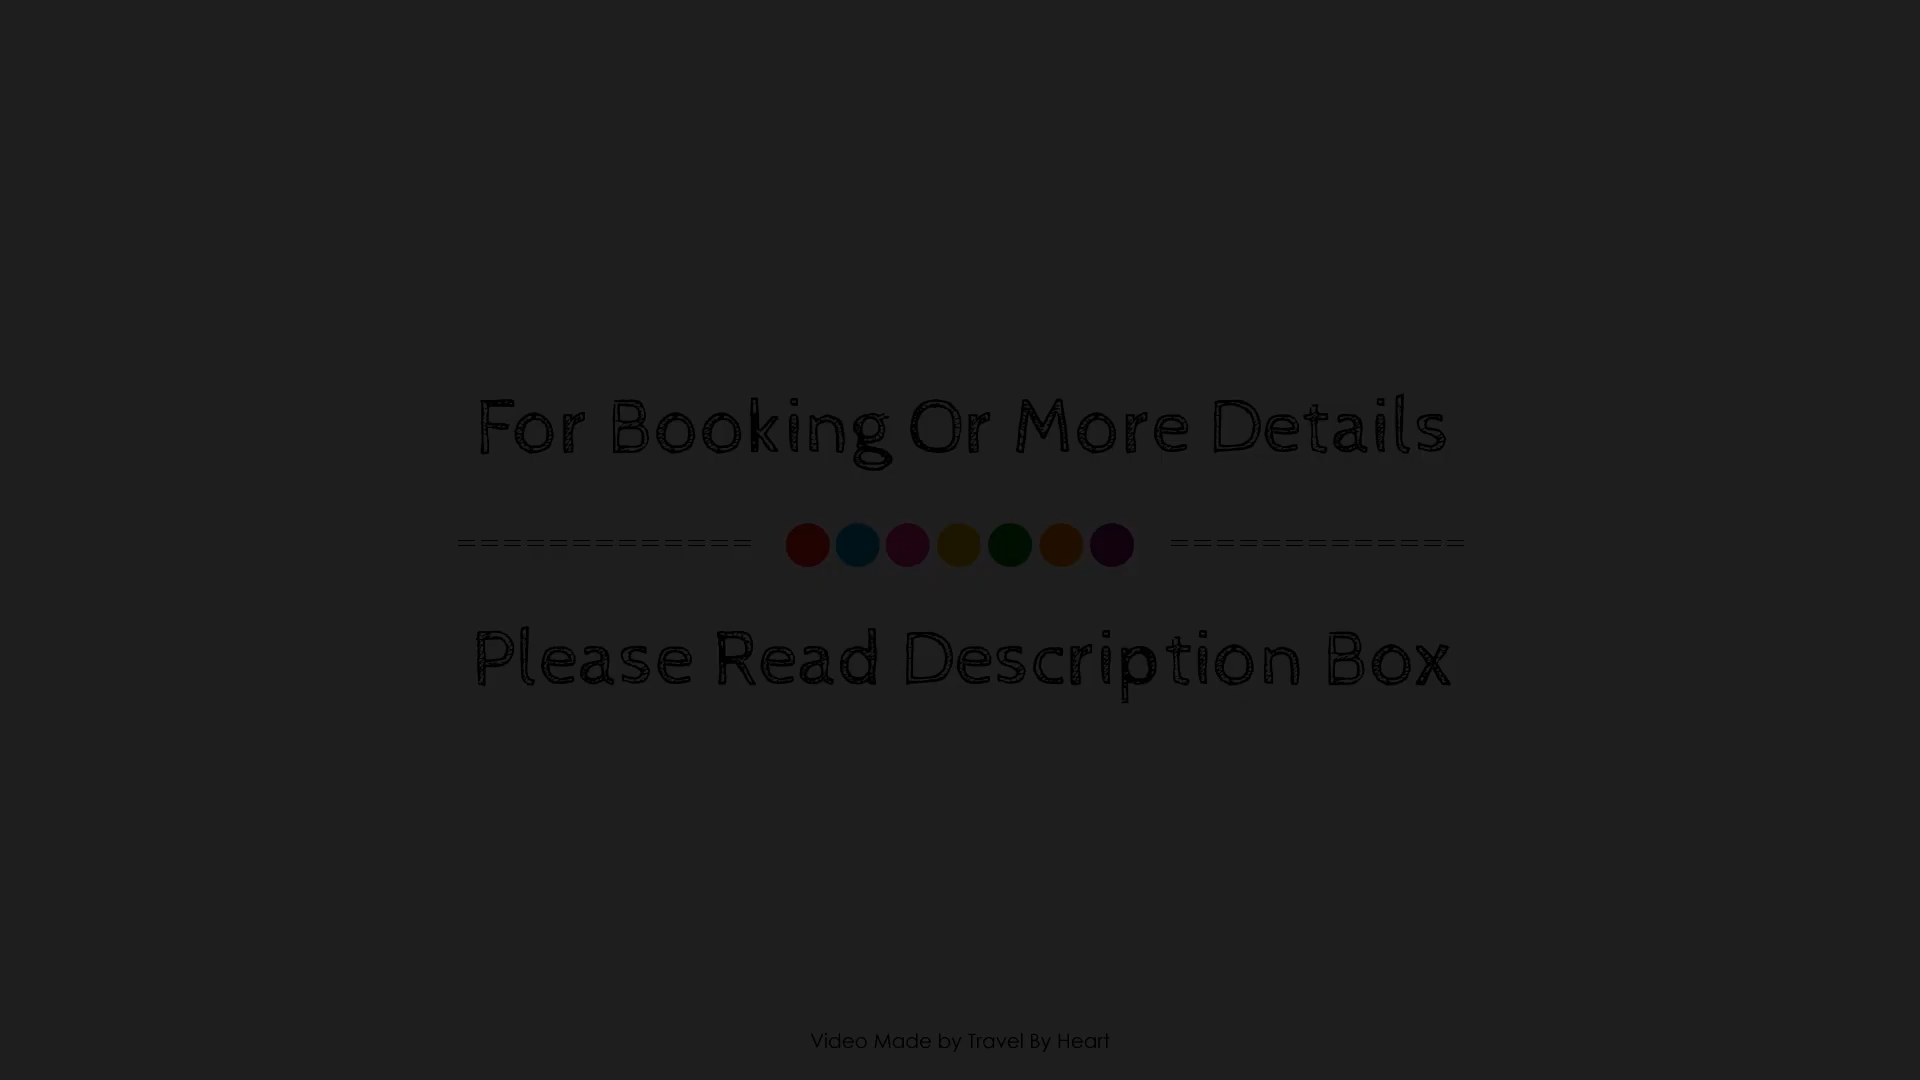 For Booking Or More Details
============= =============
Please Read Description Box
Video Made by Travel By Heart